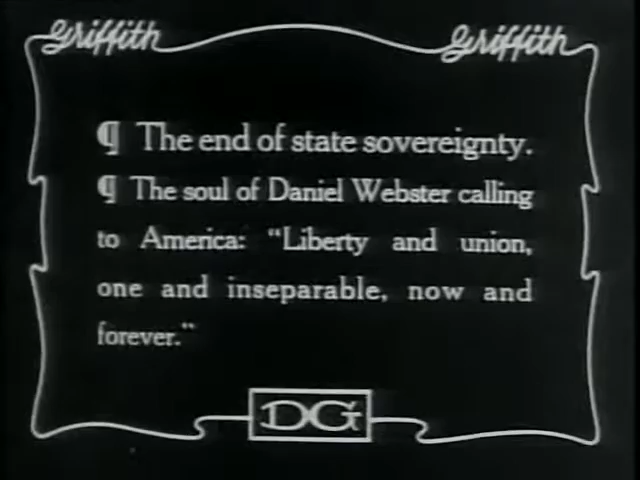 Griffith Griffith
¶ The end of state sovereignty.
¶ The soul of Daniel Webster calling
to America: “Liberty and union,
one and inseparable, now and
forever.”
DG